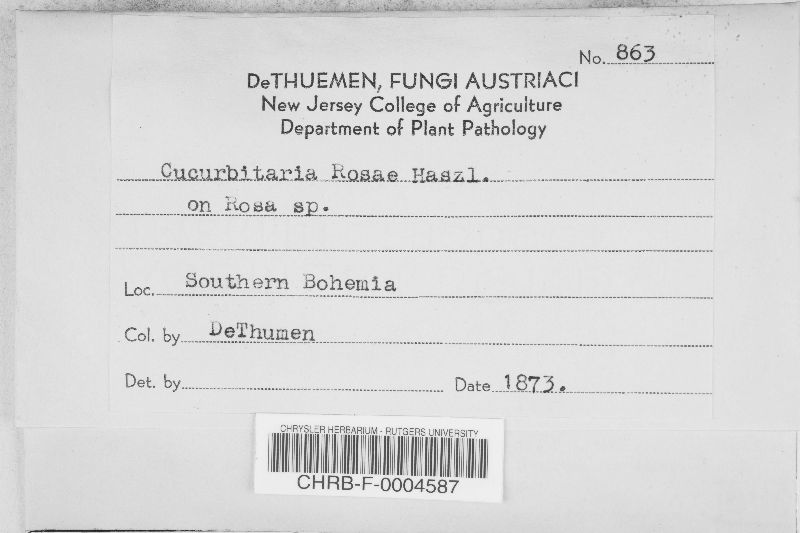 No. 863
DeTHUEMEN, FUNGI AUSTRIACI
New Jersey College of Agriculture
Department of Plant Pathology
Cucurbitaria Rosae Haszl.
on Rosa sp.
Loc. Southern Bohemia
Col. by DeThumen
Det. by Date 1873.
CHRYSLER HERBARIUM - RUTGERS UNIVERSITY
CHRB-F-0004587